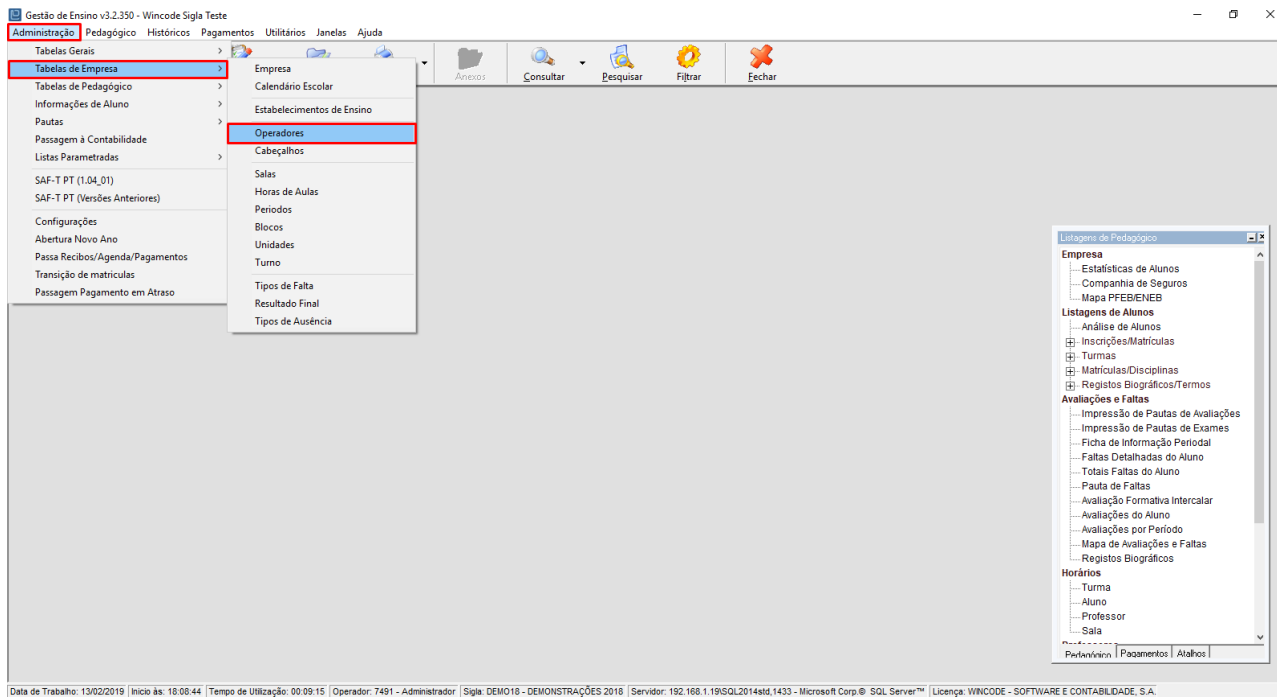 Gestão de Ensino v3.2.350 - Wincode Sigla Teste
Administração Pedagógico Históricos Pagamentos Utilitários Janelas Ajuda
Anexos Consultar Pesquisar Filtrar Fechar
Tabelas Gerais
Tabelas de Empresa
Tabelas de Pedagógico
Informações de Aluno
Pautas
Passagem à Contabilidade
Listas Parametradas
SAF-T PT (1.04_01)
SAF-T PT (Versões Anteriores)
Configurações
Abertura Novo Ano
Passa Recibos/Agenda/Pagamentos
Transição de matriculas
Passagem Pagamento em Atraso
Empresa
Calendário Escolar
Estabelecimentos de Ensino
Operadores
Cabeçalhos
Salas
Horas de Aulas
Periodos
Blocos
Unidades
Turno
Tipos de Falta
Resultado Final
Tipos de Ausência
Listagens de Pedagógico
Empresa
Estatísticas de Alunos
Companhia de Seguros
Mapa PFEB/ENEB
Listagens de Alunos
Análise de Alunos
Inscrições/Matrículas
Turmas
Matrículas/Disciplinas
Registos Biográficos/Termos
Avaliações e Faltas
Impressão de Pautas de Avaliações
Impressão de Pautas de Exames
Ficha de Informação Periodal
Faltas Detalhadas do Aluno
Totais Faltas do Aluno
Pauta de Faltas
Avaliação Formativa Intercalar
Avaliações do Aluno
Avaliações por Período
Mapa de Avaliações e Faltas
Registos Biográficos
Horários
Turma
Aluno
Professor
Sala
Pedagógico Pagamentos Atalhos
Data de Trabalho: 13/02/2019 Inicio às: 18:08:44 Tempo de Utilização: 00:09:15 Operador: 7491 - Administrador Sigla: DEMO18 - DEMONSTRAÇÕES 2018 Servidor: 192.168.1.19\SQL2014std,1433 - Microsoft Corp.® SQL Server™ Licença: WINCODE - SOFTWARE E CONTABILIDADE, S.A.